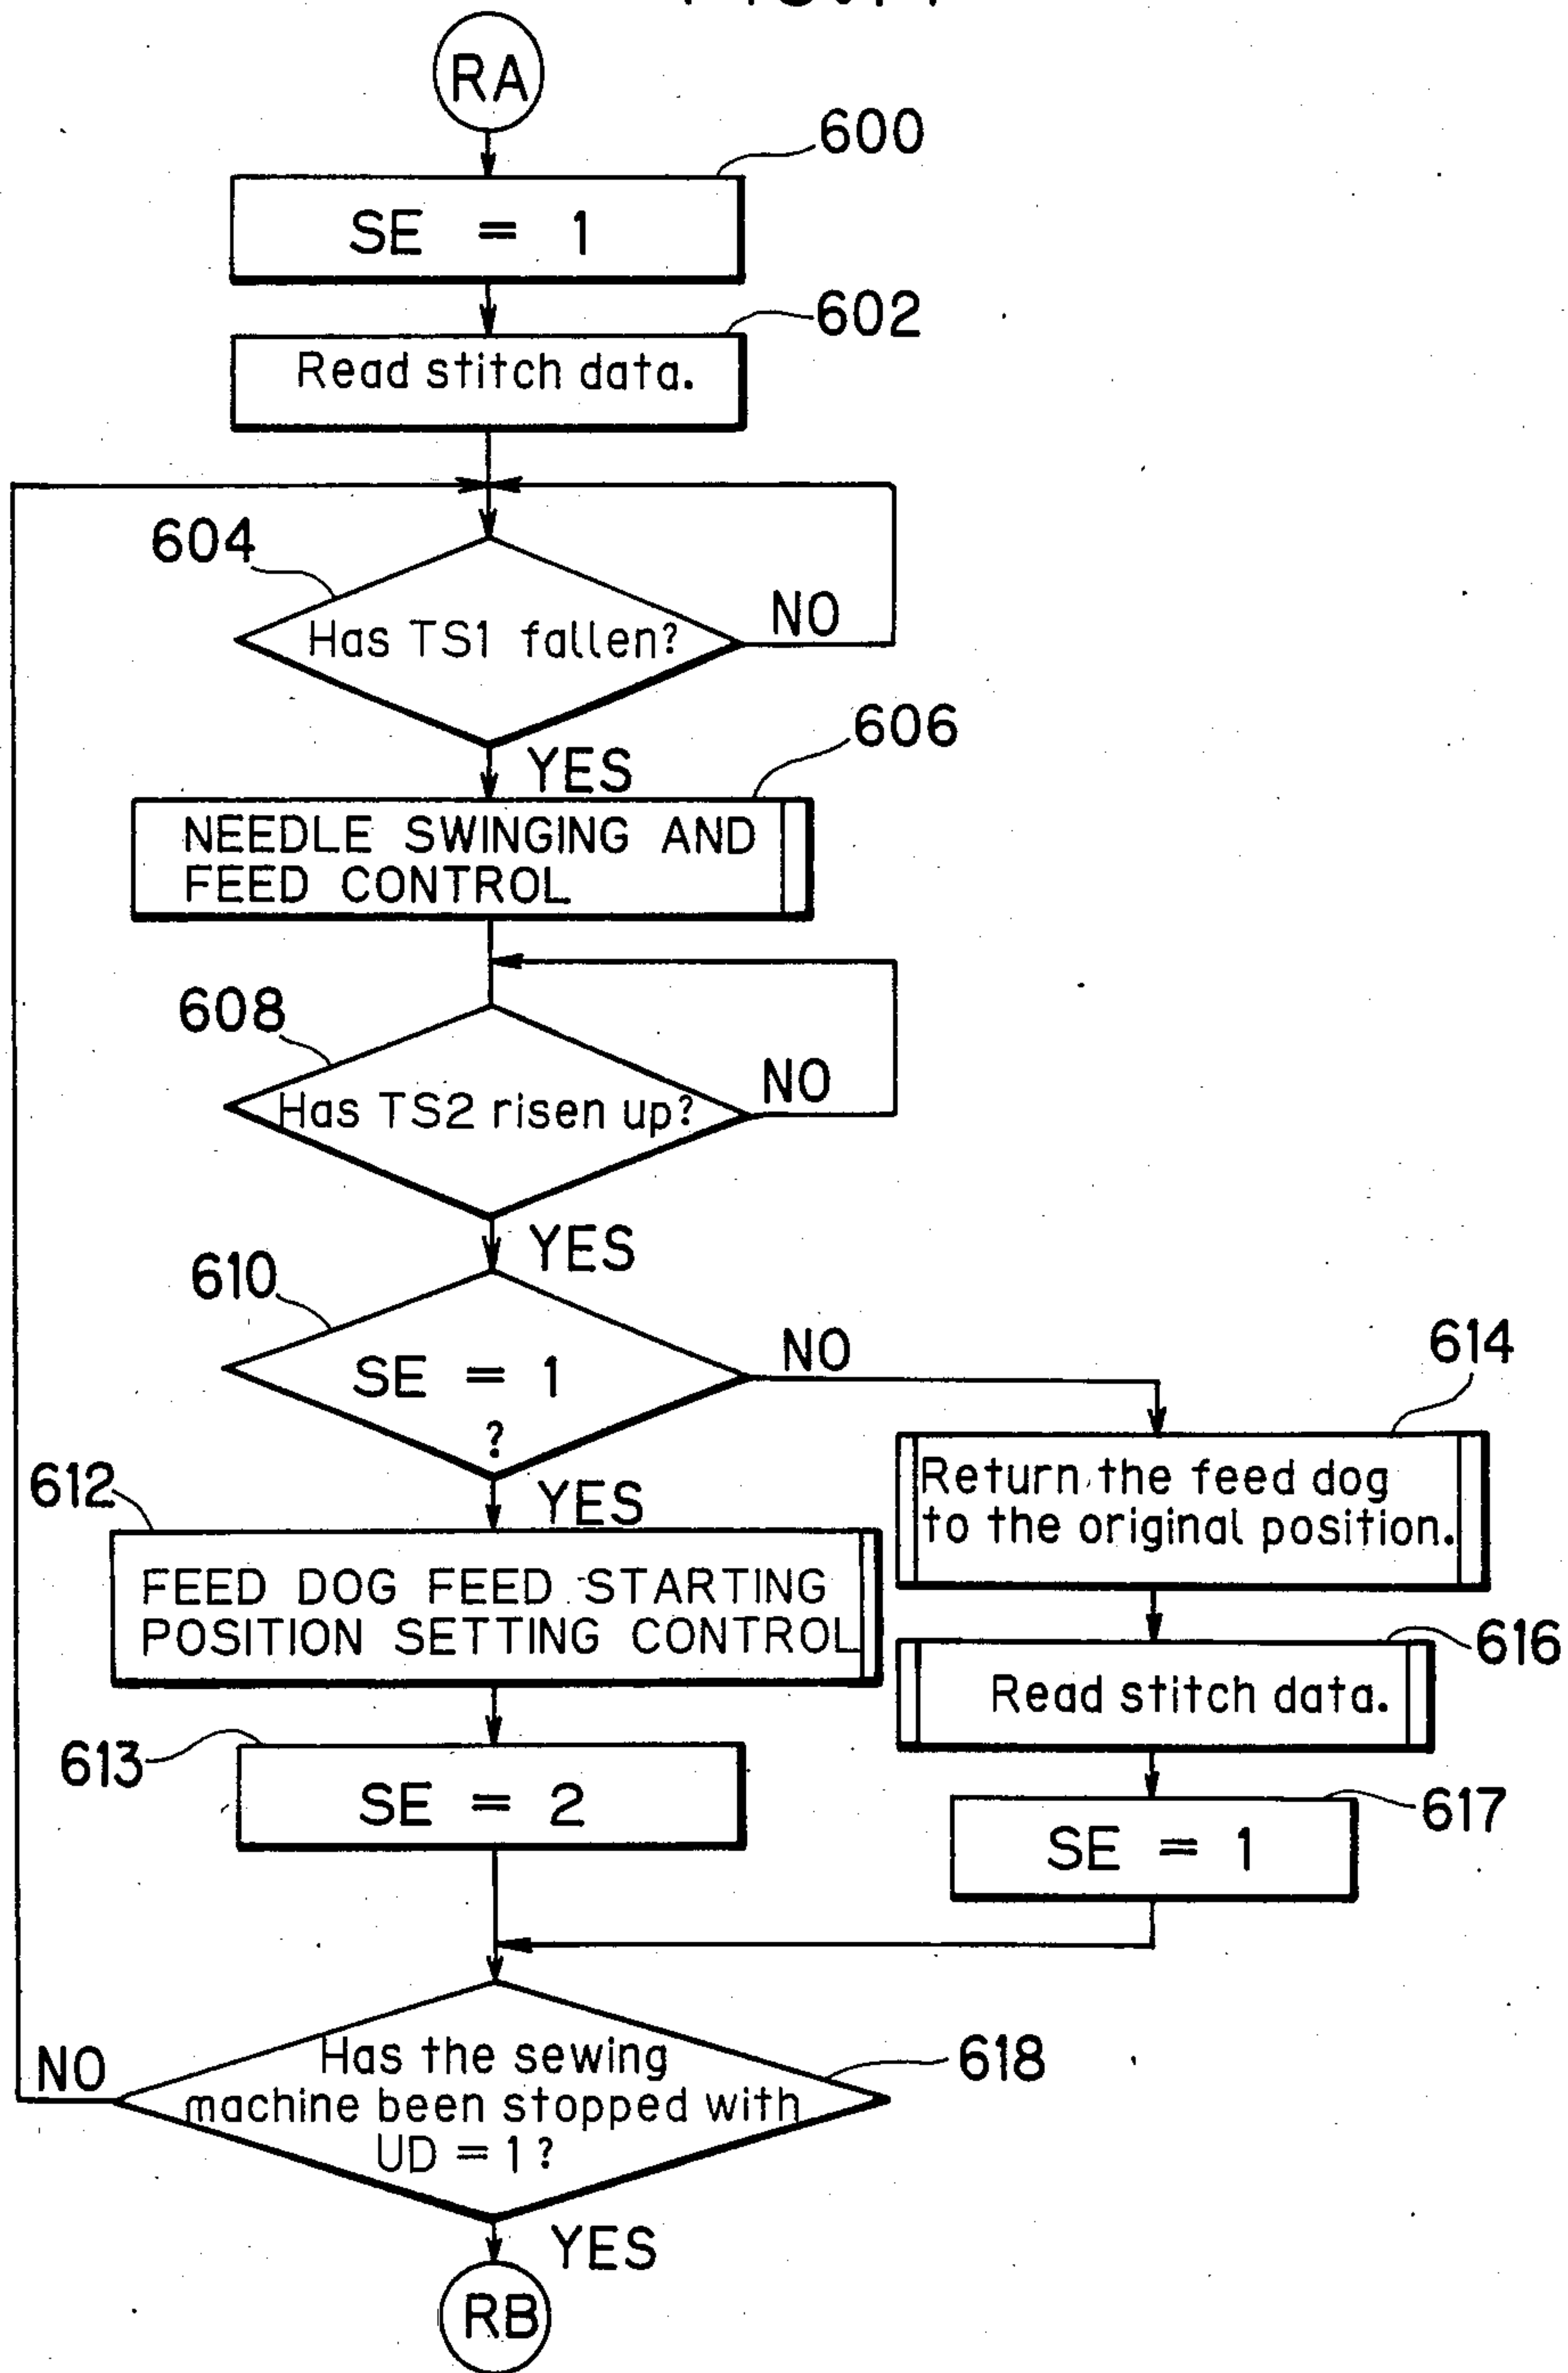 RA
600
SE = 1
602
Read stitch data.
604
Has TS1 fallen?
NO
YES
606
NEEDLE SWINGING AND
FEED CONTROL
608
Has TS2 risen up?
NO
YES
610
SE = 1
?
NO
YES
612
FEED DOG FEED STARTING
POSITION SETTING CONTROL
613
SE = 2
614
Return the feed dog
to the original position.
616
Read stitch data.
617
SE = 1
618
Has the sewing
machine been stopped with
UD = 1?
NO
YES
RB